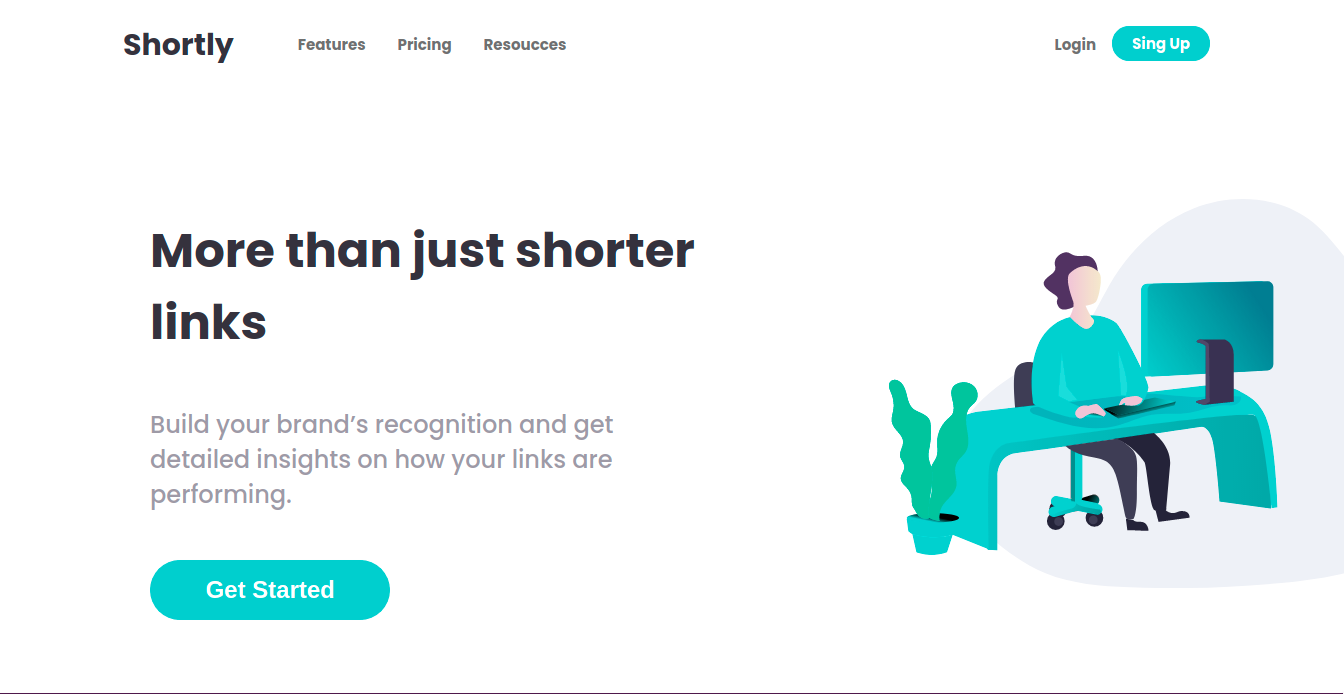 Shortly
Features Pricing Resoucces
Login Sing Up
More than just shorter
links
Build your brand’s recognition and get
detailed insights on how your links are
performing.
Get Started